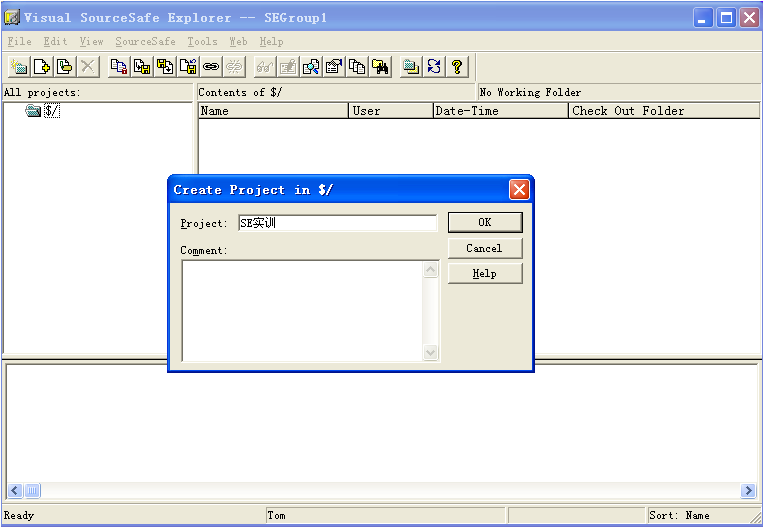 Visual SourceSafe Explorer -- SEGroup1
File Edit View SourceSafe Tools Web Help
All projects:
Contents of $/
No Working Folder
$/
Name User Date-Time Check Out Folder
Create Project in $/
Project: SE实训
OK
Comment:
Cancel
Help
Ready Tom Sort: Name